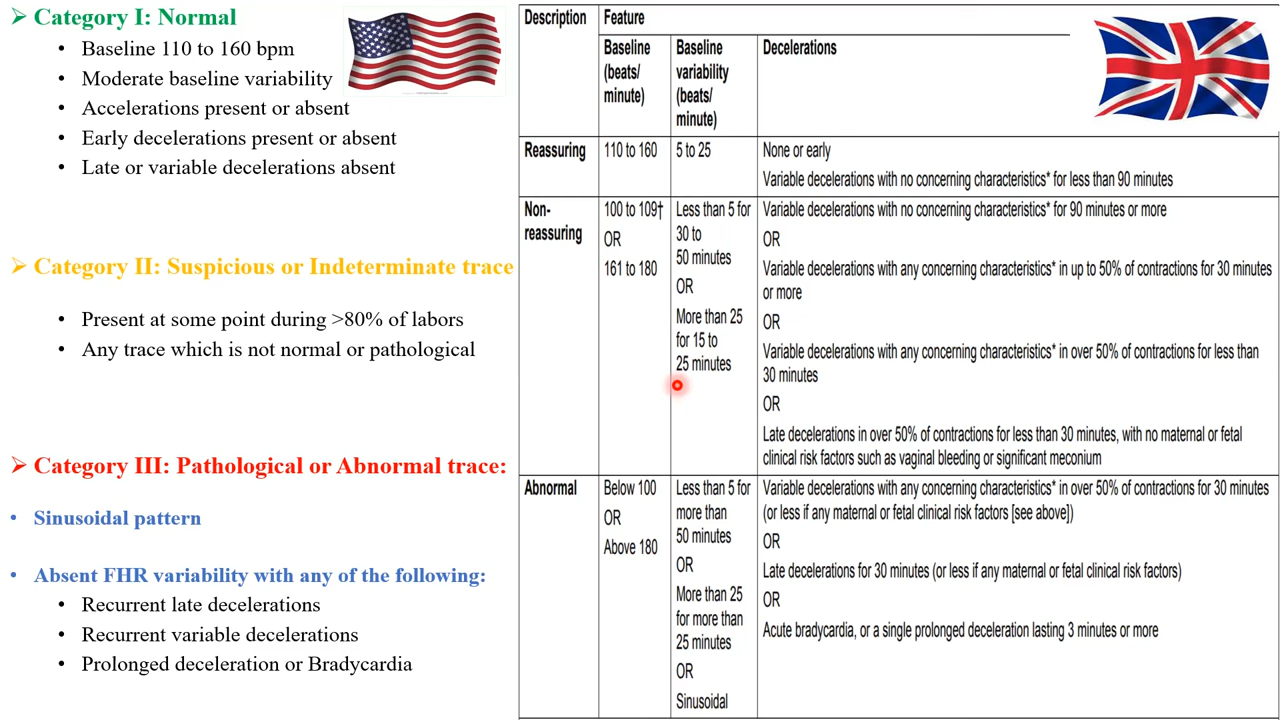 Category I: Normal
Baseline 110 to 160 bpm
Moderate baseline variability
Accelerations present or absent
Early decelerations present or absent
Late or variable decelerations absent
Category II: Suspicious or Indeterminate trace
Present at some point during >80% of labors
Any trace which is not normal or pathological
Category III: Pathological or Abnormal trace:
Sinusoidal pattern
Absent FHR variability with any of the following:
Recurrent late decelerations
Recurrent variable decelerations
Prolonged deceleration or Bradycardia
Description
Feature
Baseline
(beats/
minute)
Baseline
variability
(beats/
minute)
Decelerations
Reassuring
110 to 160
5 to 25
None or early
Variable decelerations with no concerning characteristics* for less than 90 minutes
Non-
reassuring
100 to 109†
OR
161 to 180
Less than 5 for
30 to
50 minutes
OR
More than 25
for 15 to
25 minutes
Variable decelerations with no concerning characteristics* for 90 minutes or more
OR
Variable decelerations with any concerning characteristics* in up to 50% of contractions for 30 minutes
or more
OR
Variable decelerations with any concerning characteristics* in over 50% of contractions for less than
30 minutes
OR
Late decelerations in over 50% of contractions for less than 30 minutes, with no maternal or fetal
clinical risk factors such as vaginal bleeding or significant meconium
Abnormal
Below 100
OR
Above 180
Less than 5 for
more than
50 minutes
OR
More than 25
for more than
25 minutes
OR
Sinusoidal
Variable decelerations with any concerning characteristics* in over 50% of contractions for 30 minutes
(or less if any maternal or fetal clinical risk factors [see above])
OR
Late decelerations for 30 minutes (or less if any maternal or fetal clinical risk factors)
OR
Acute bradycardia, or a single prolonged deceleration lasting 3 minutes or more